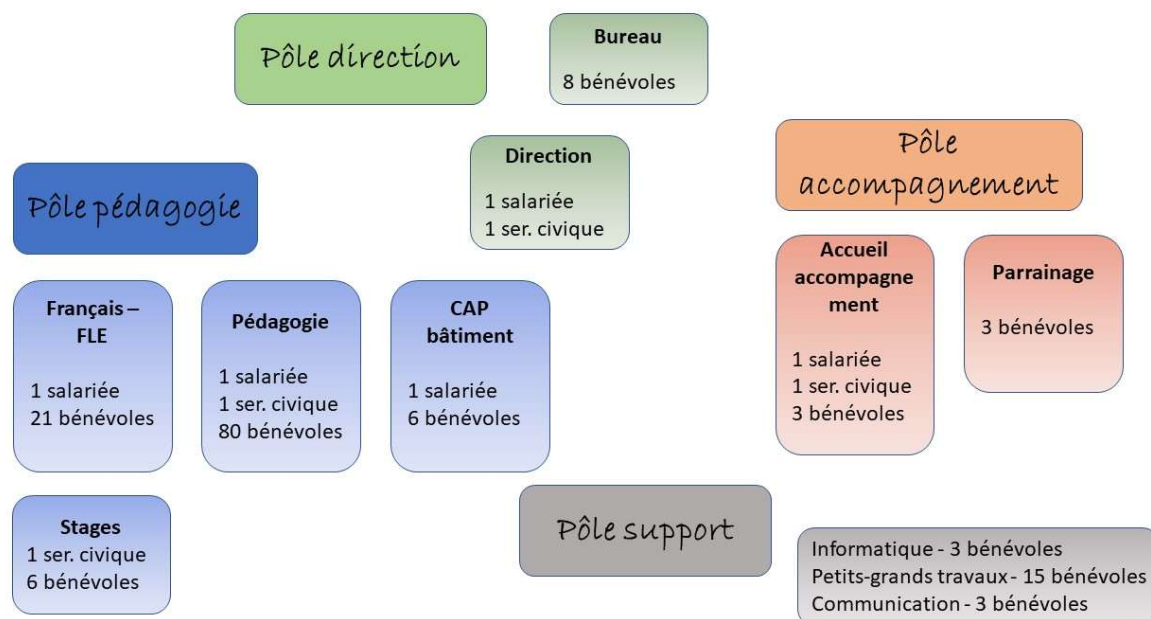 Pôle direction
Bureau
8 bénévoles
Direction
1 salariée
1 ser. civique
Pôle pédagogie
Français –
FLE
1 salariée
21 bénévoles
Pédagogie
1 salariée
1 ser. civique
80 bénévoles
CAP
bâtiment
1 salariée
6 bénévoles
Stages
1 ser. civique
6 bénévoles
Pôle
accompagnement
Accueil
accompagne
ment
1 salariée
1 ser. civique
3 bénévoles
Parrainage
3 bénévoles
Pôle support
Informatique - 3 bénévoles
Petits-grands travaux - 15 bénévoles
Communication - 3 bénévoles